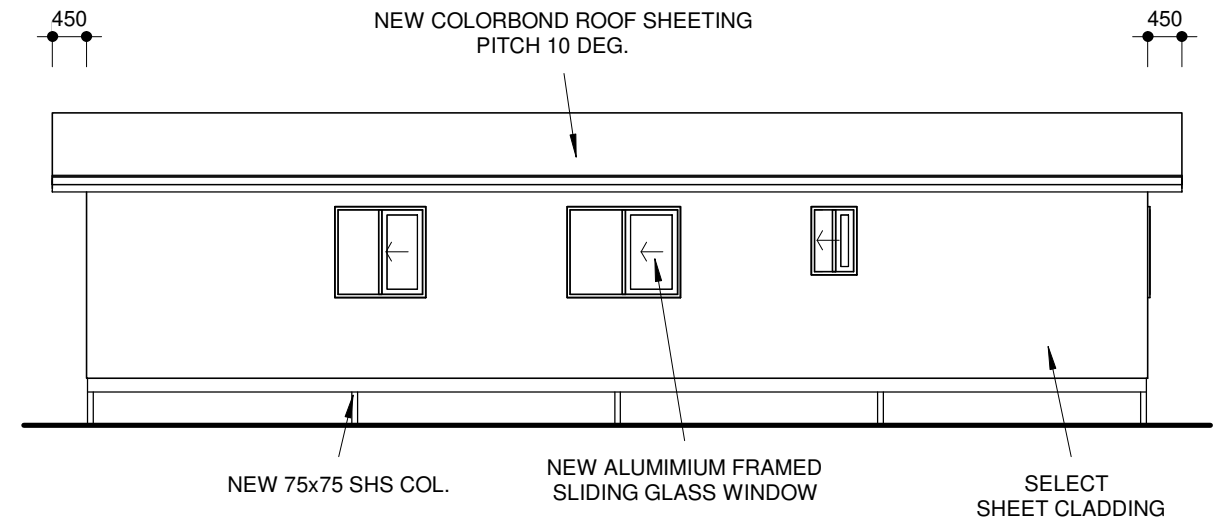 450
NEW COLORBOND ROOF SHEETING
PITCH 10 DEG.
450
NEW 75x75 SHS COL.
NEW ALUMIMIUM FRAMED
SLIDING GLASS WINDOW
SELECT
SHEET CLADDING